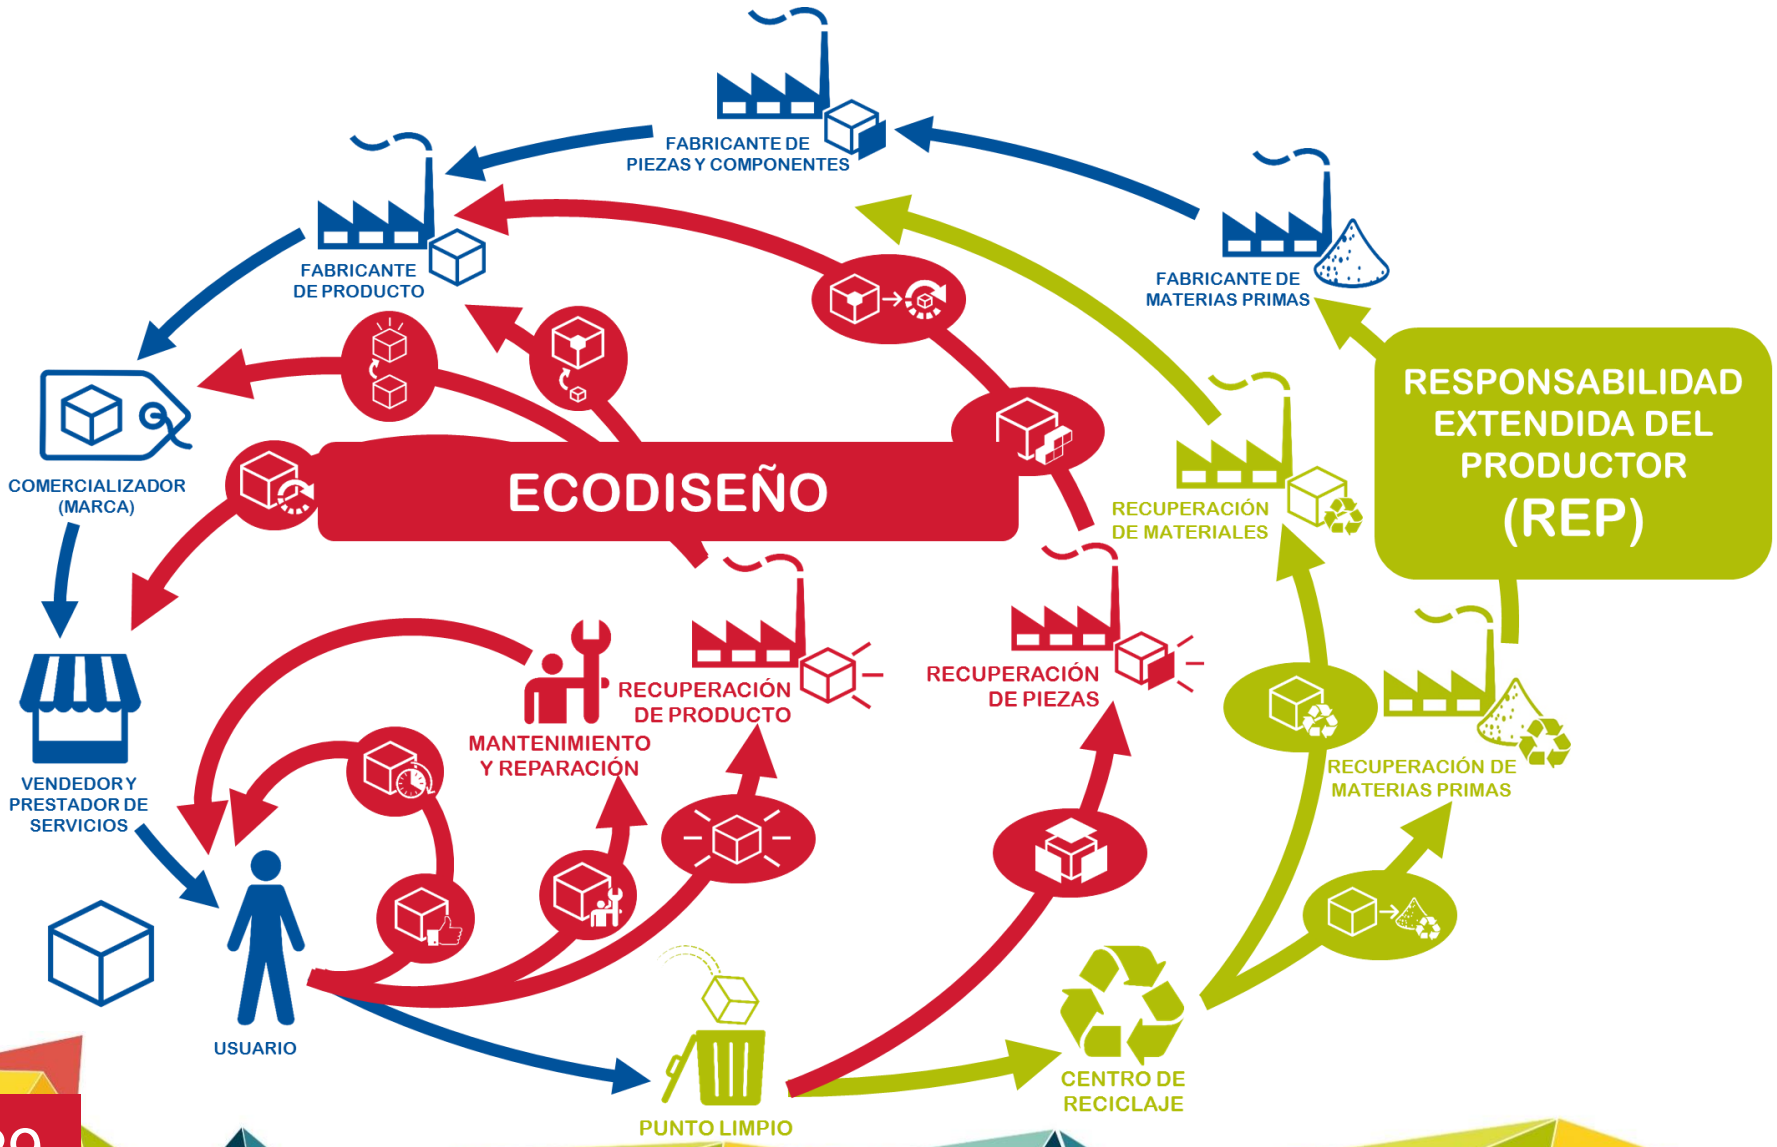 FABRICANTE DE
PIEZAS Y COMPONENTES
FABRICANTE
DE PRODUCTO
FABRICANTE DE
MATERIAS PRIMAS
RESPONSABILIDAD
EXTENDIDA DEL
PRODUCTOR
(REP)
COMERCIALIZADOR
(MARCA)
ECODISEÑO
RECUPERACIÓN
DE MATERIALES
RECUPERACIÓN
DE PRODUCTO
RECUPERACIÓN
DE PIEZAS
MANTENIMIENTO
Y REPARACIÓN
RECUPERACIÓN DE
MATERIAS PRIMAS
VENDEDOR Y
PRESTADOR DE
SERVICIOS
USUARIO
CENTRO DE
RECICLAJE
PUNTO LIMPIO